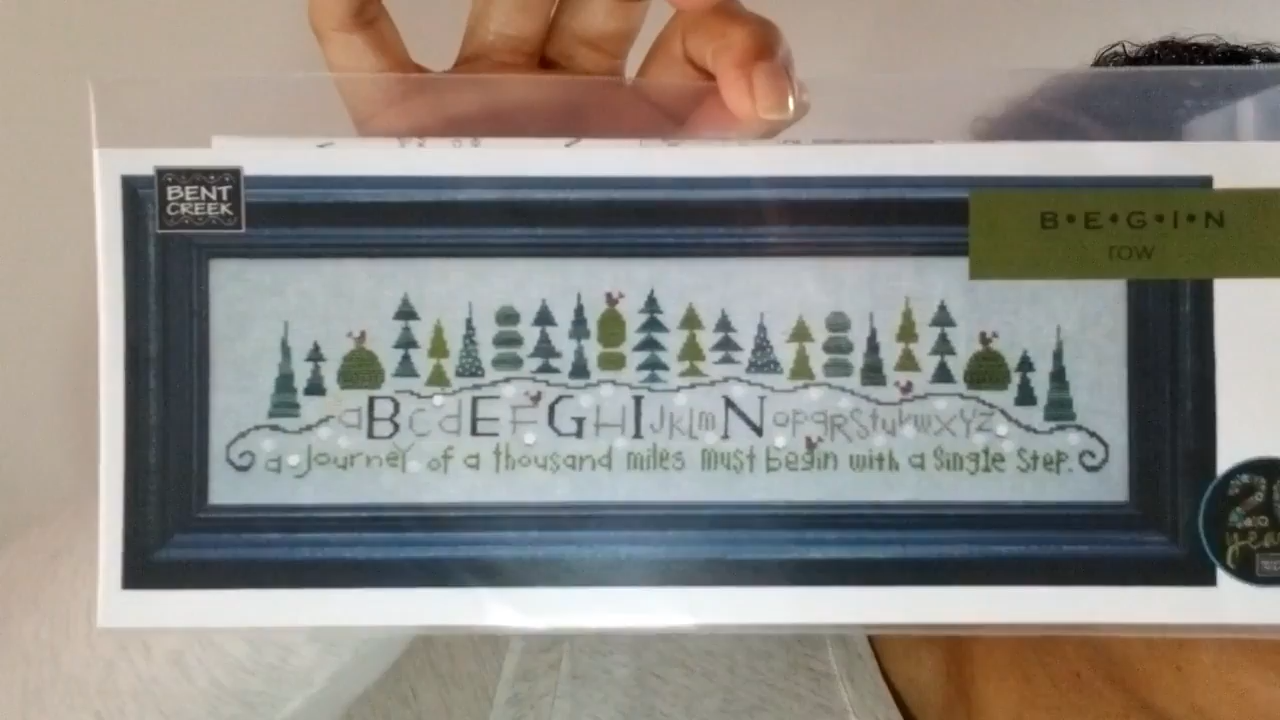 BENT
CREEK
B•E•G•I•N
row
aBcdEFGHIJKlmNopqRStuvwxYz
a Journey of a thousand miles must begin with a Single Step.